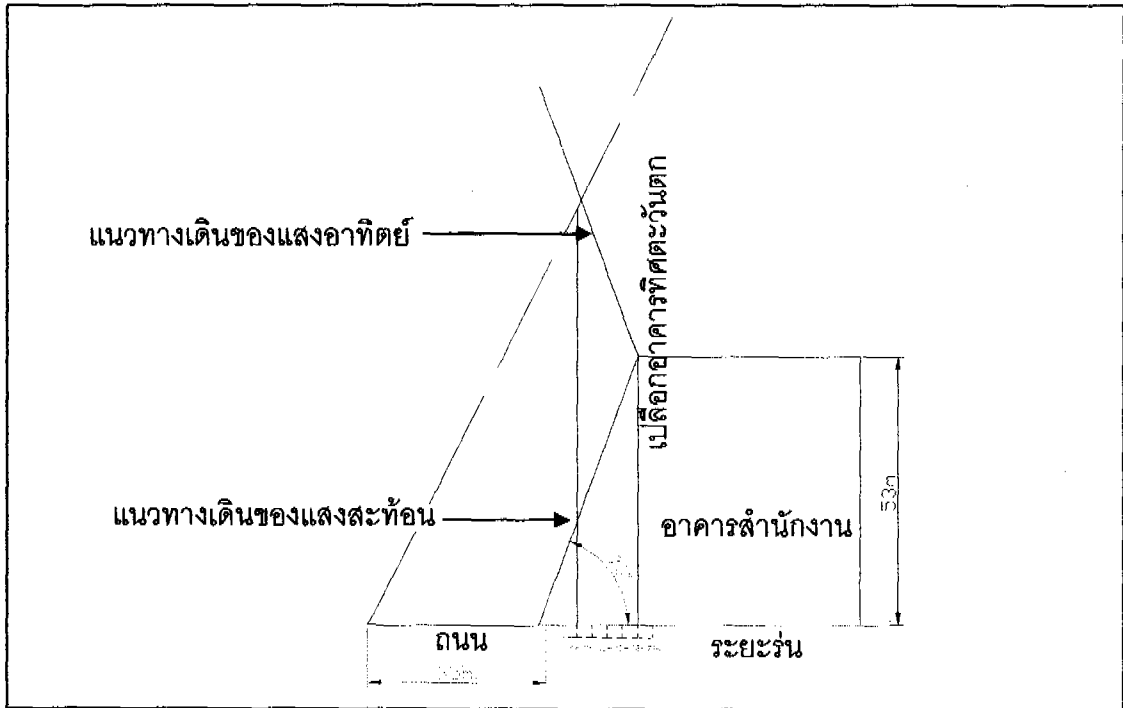 เปลือกอาคารทิศตะวันตก
แนวทางเดินของแสงอาทิตย์
แนวทางเดินของแสงสะท้อน
อาคารสำนักงาน
53m
ถนน
ระยะร่น